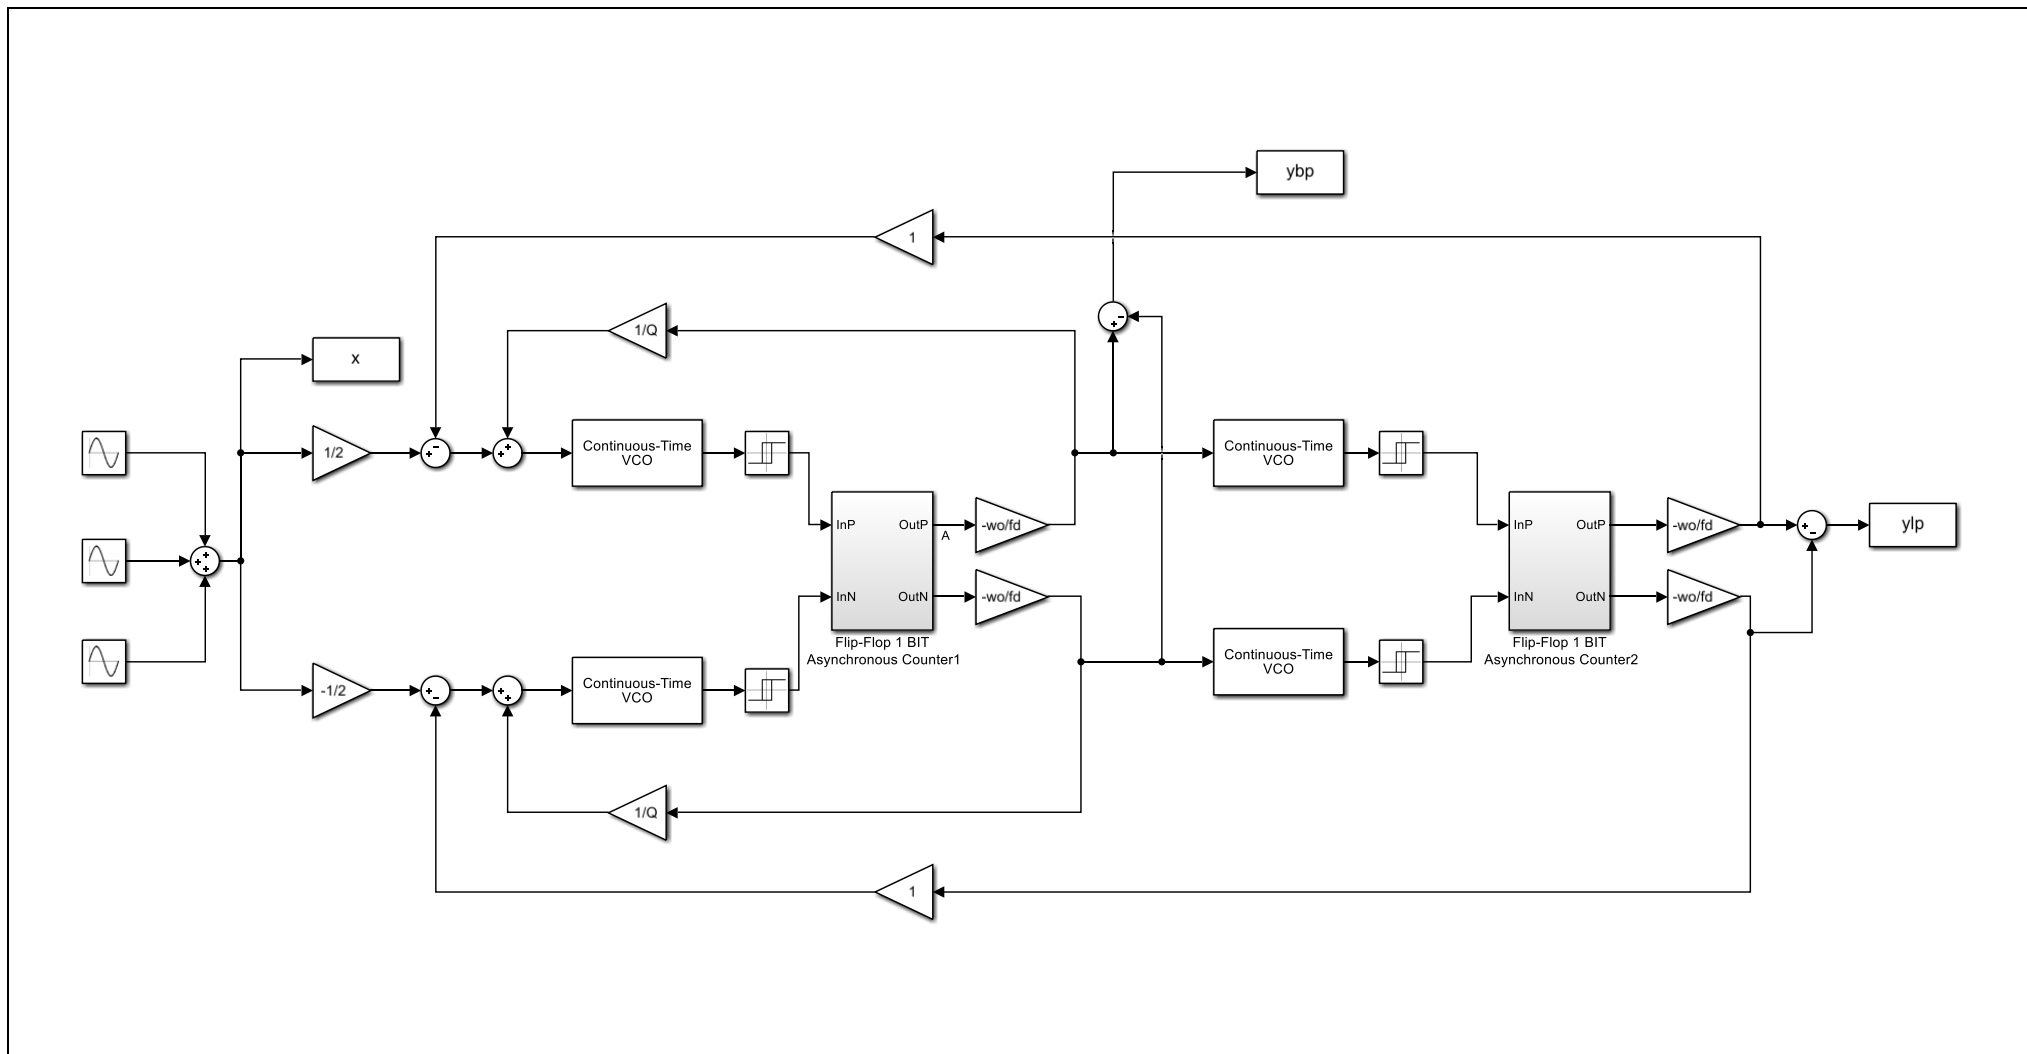 ybp
1
1/Q
x
1/2
Continuous-Time
VCO
Continuous-Time
VCO
InP
OutP
A
-wo/fd
InN
OutN
-wo/fd
Flip-Flop 1 BIT
Asynchronous Counter1
InP
OutP
-wo/fd
ylp
InN
OutN
-wo/fd
Flip-Flop 1 BIT
Asynchronous Counter2
-1/2
Continuous-Time
VCO
Continuous-Time
VCO
1/Q
1